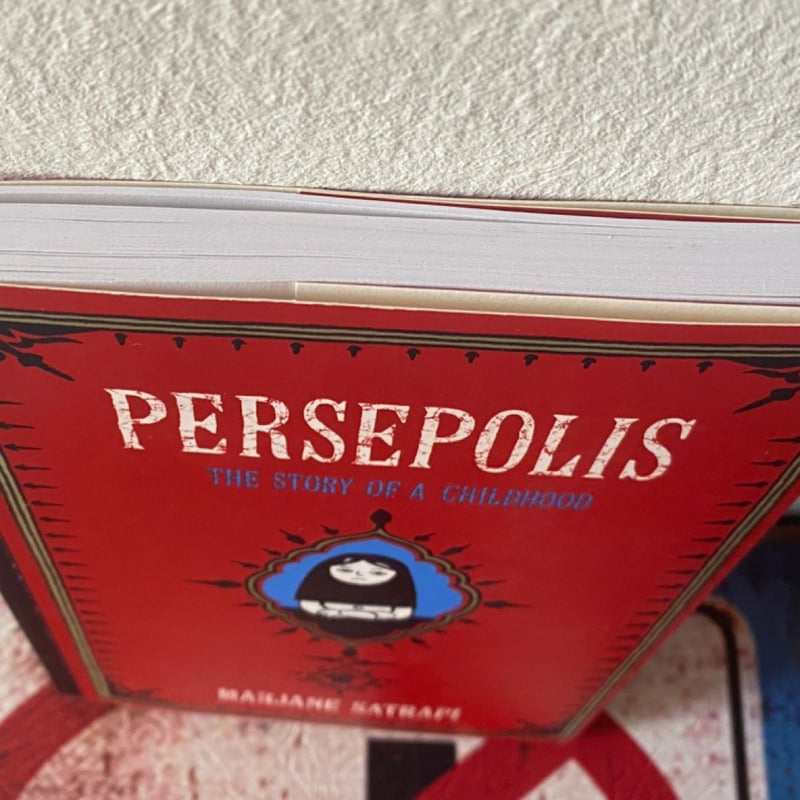 PERSEPOLIS
THE STORY OF A CHILDHOOD
MARJANE SATRAPI